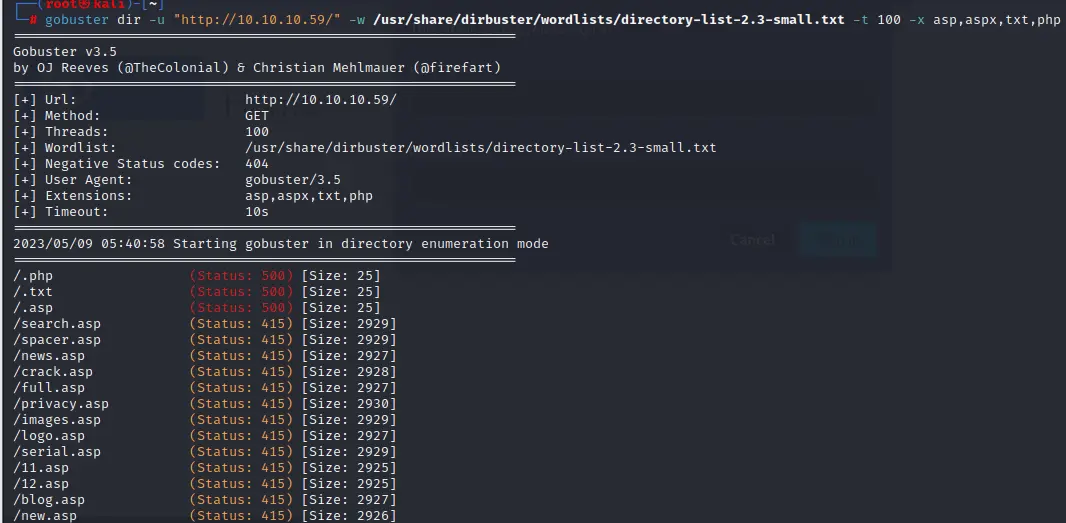 (root㉿kali)-[~]
# gobuster dir -u "http://10.10.10.59/" -w /usr/share/dirbuster/wordlists/directory-list-2.3-small.txt -t 100 -x asp,aspx,txt,php
Gobuster v3.5
by OJ Reeves (@TheColonial) & Christian Mehlmauer (@firefart)
[+] Url: http://10.10.10.59/
[+] Method: GET
[+] Threads: 100
[+] Wordlist: /usr/share/dirbuster/wordlists/directory-list-2.3-small.txt
[+] Negative Status codes: 404
[+] User Agent: gobuster/3.5
[+] Extensions: asp,aspx,txt,php
[+] Timeout: 10s
2023/05/09 05:40:58 Starting gobuster in directory enumeration mode
Cancel
/.php (Status: 500) [Size: 25]
/.txt (Status: 500) [Size: 25]
/.asp (Status: 500) [Size: 25]
/search.asp (Status: 415) [Size: 2929]
/spacer.asp (Status: 415) [Size: 2929]
/news.asp (Status: 415) [Size: 2927]
/crack.asp (Status: 415) [Size: 2928]
/full.asp (Status: 415) [Size: 2927]
/privacy.asp (Status: 415) [Size: 2930]
/images.asp (Status: 415) [Size: 2929]
/logo.asp (Status: 415) [Size: 2927]
/serial.asp (Status: 415) [Size: 2929]
/11.asp (Status: 415) [Size: 2925]
/12.asp (Status: 415) [Size: 2925]
/blog.asp (Status: 415) [Size: 2927]
/new.asp (Status: 415) [Size: 2926]